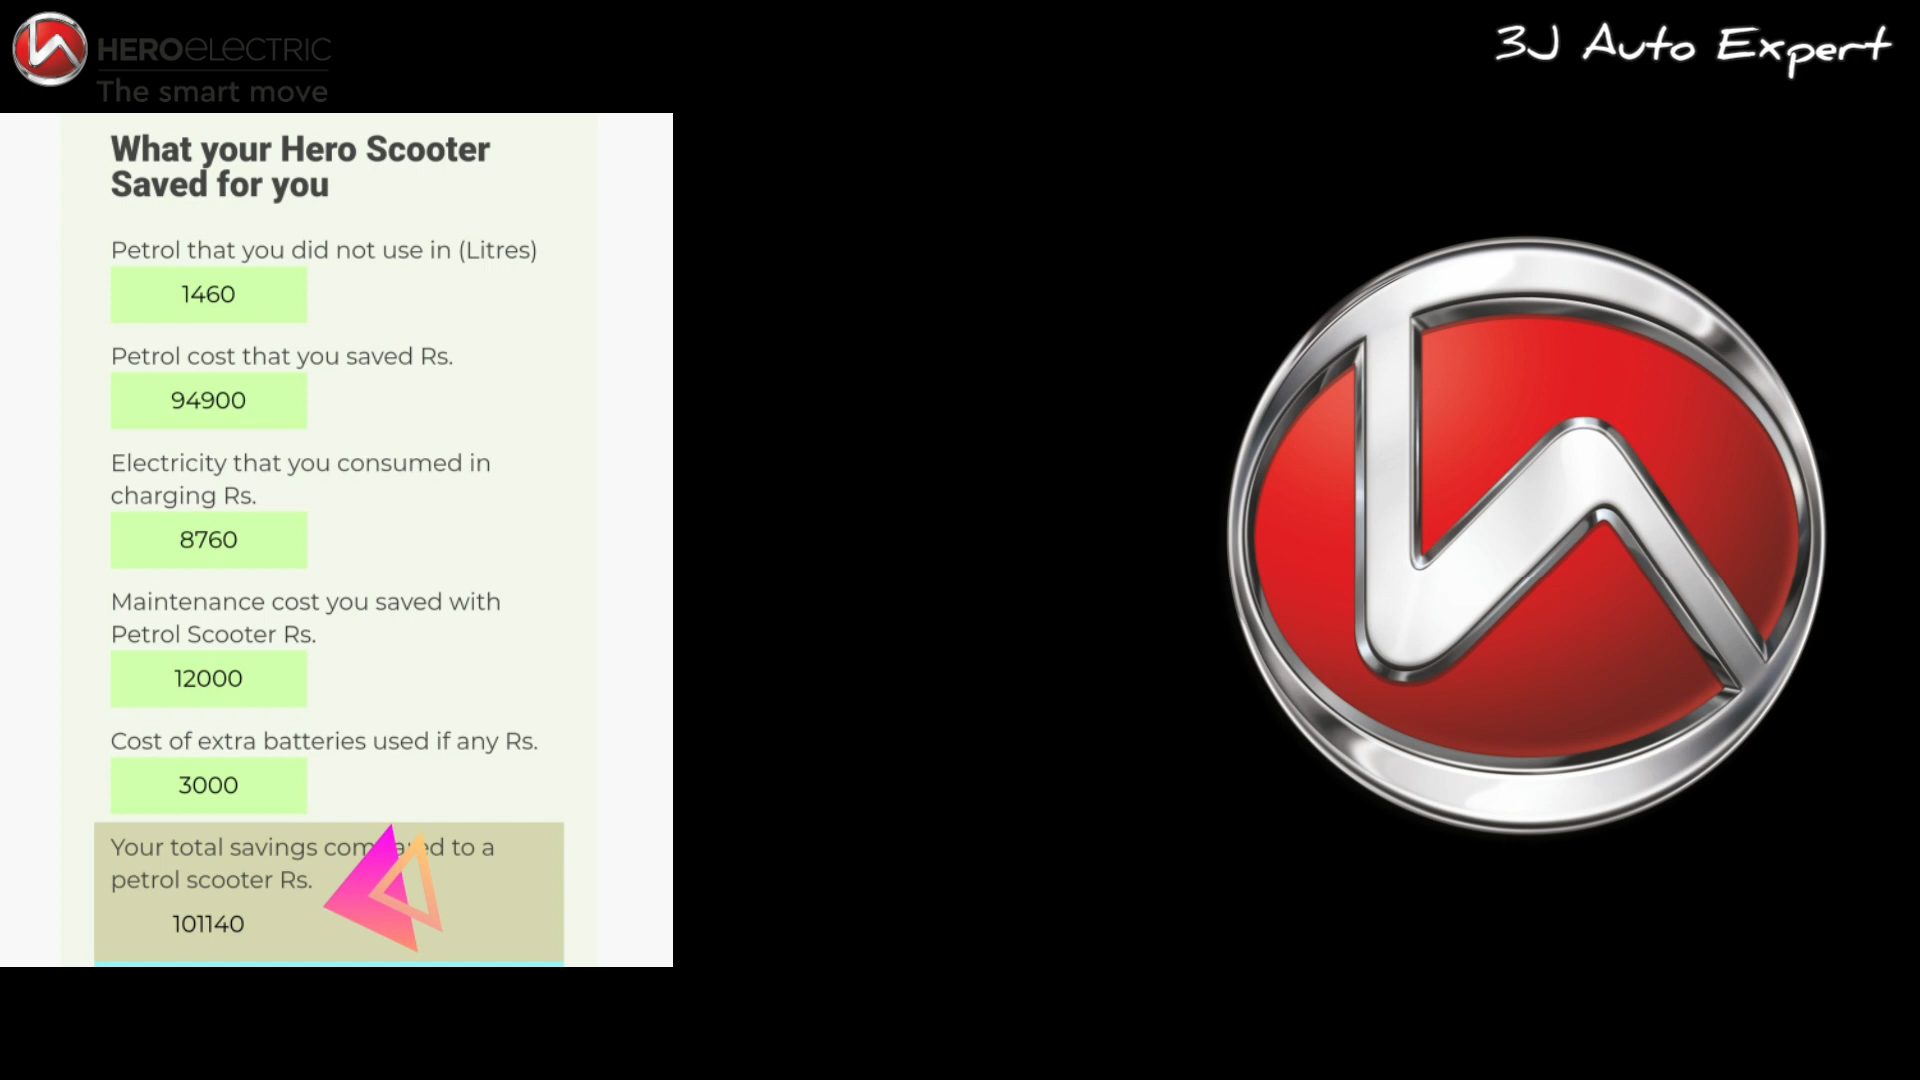 HEROELECTRIC
The smart move
3J Auto Expert
What your Hero Scooter
Saved for you
Petrol that you did not use in (Litres)
1460
Petrol cost that you saved Rs.
94900
Electricity that you consumed in
charging Rs.
8760
Maintenance cost you saved with
Petrol Scooter Rs.
12000
Cost of extra batteries used if any Rs.
3000
Your total savings compared to a
petrol scooter Rs.
101140